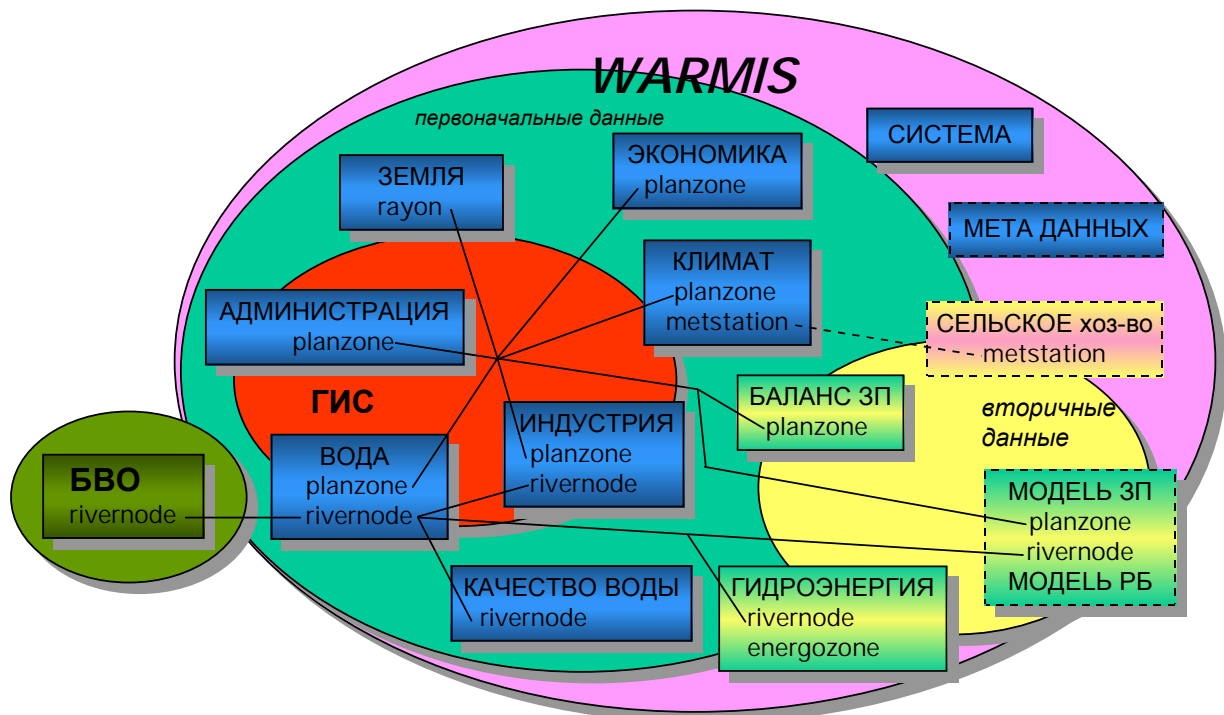 WARMIS
первоначальные данные
СИСТЕМА
ЭКОНОМИКА
planzone
ЗЕМЛЯ
rayon
МЕТА ДАННЫХ
КЛИМАТ
planzone
metstation
АДМИНИСТРАЦИЯ
planzone
СЕЛЬСКОЕ хоз-во
metstation
ГИС
БАЛАНС ЗП
planzone
вторичные
данные
ИНДУСТРИЯ
planzone
rivernode
ВОДА
planzone
rivernode
БВО
rivernode
МОДЕЛЬ ЗП
planzone
rivernode
МОДЕЛЬ РБ
КАЧЕСТВО ВОДЫ
rivernode
ГИДРОЭНЕРГИЯ
rivernode
energozone